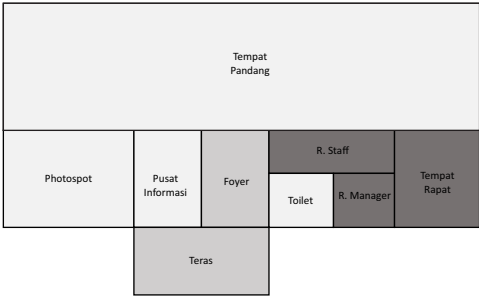 Tempat
Pandang
Photospot
Pusat
Informasi
Foyer
R. Staff
Toilet
R. Manager
Tempat
Rapat
Teras